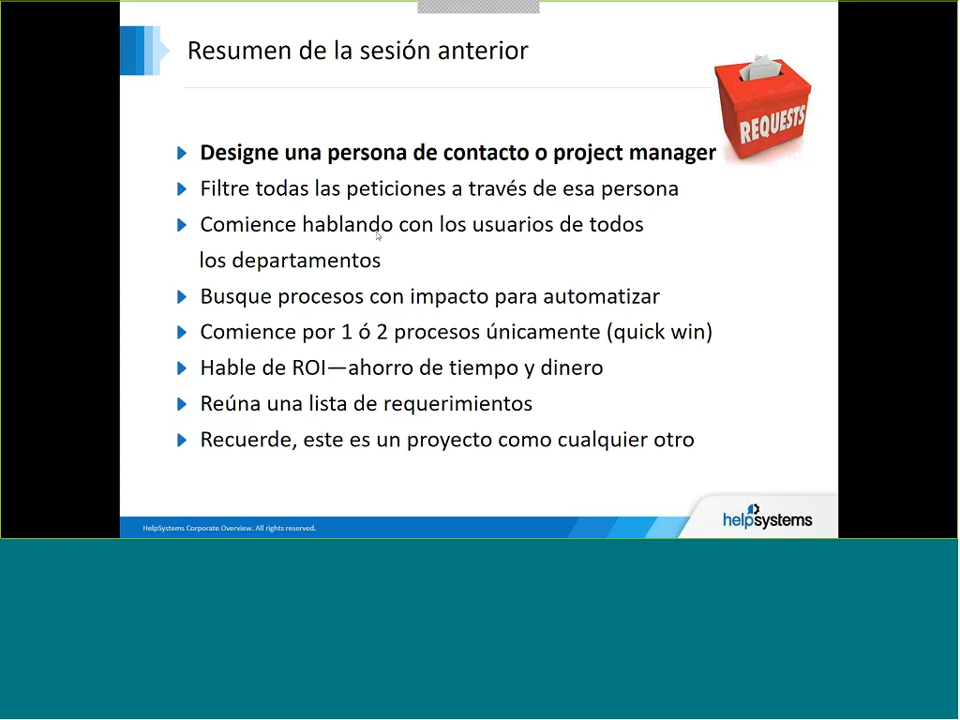 Resumen de la sesión anterior
REQUESTS
Designe una persona de contacto o project manager
Filtre todas las peticiones a través de esa persona
Comience hablando con los usuarios de todos
los departamentos
Busque procesos con impacto para automatizar
Comience por 1 ó 2 procesos únicamente (quick win)
Hable de ROI—ahorro de tiempo y dinero
Reúna una lista de requerimientos
Recuerde, este es un proyecto como cualquier otro
HelpSystems Corporate Overview. All rights reserved.
helpsystems